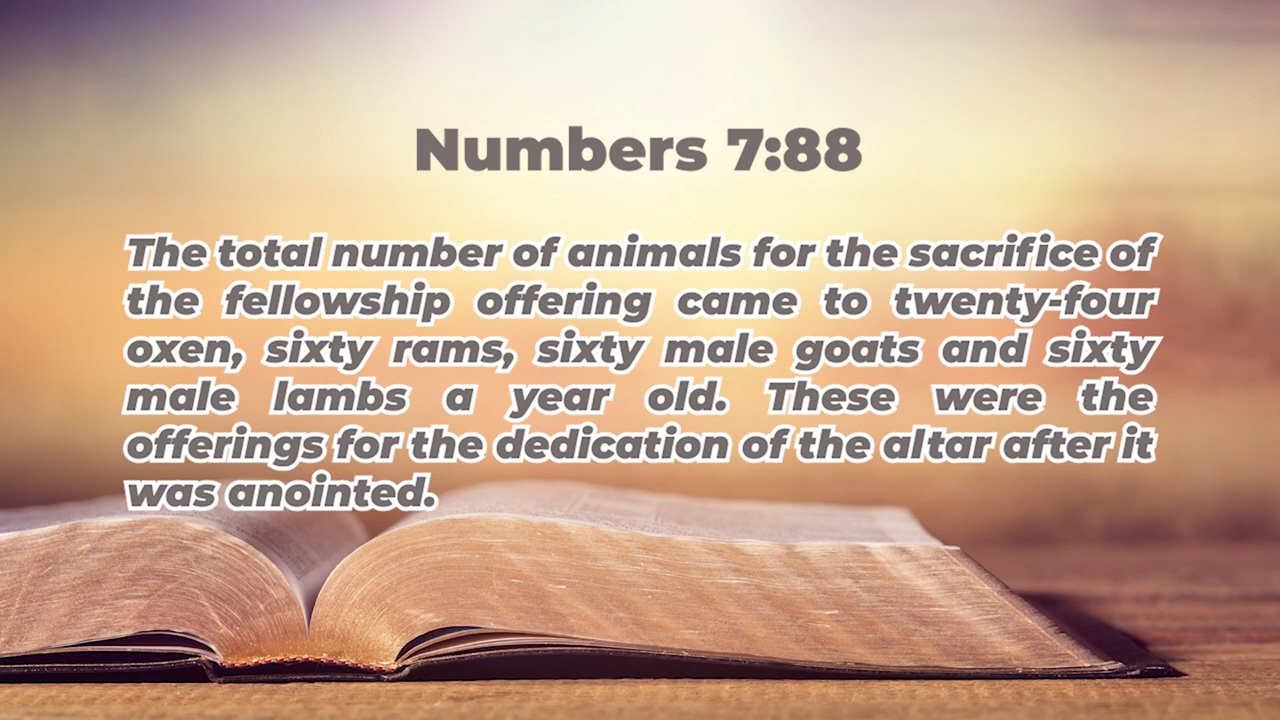 Numbers 7:88
The total number of animals for the sacrifice of
the fellowship offering came to twenty-four
oxen, sixty rams, sixty male goats and sixty
male lambs a year old. These were the
offerings for the dedication of the altar after it
was anointed.